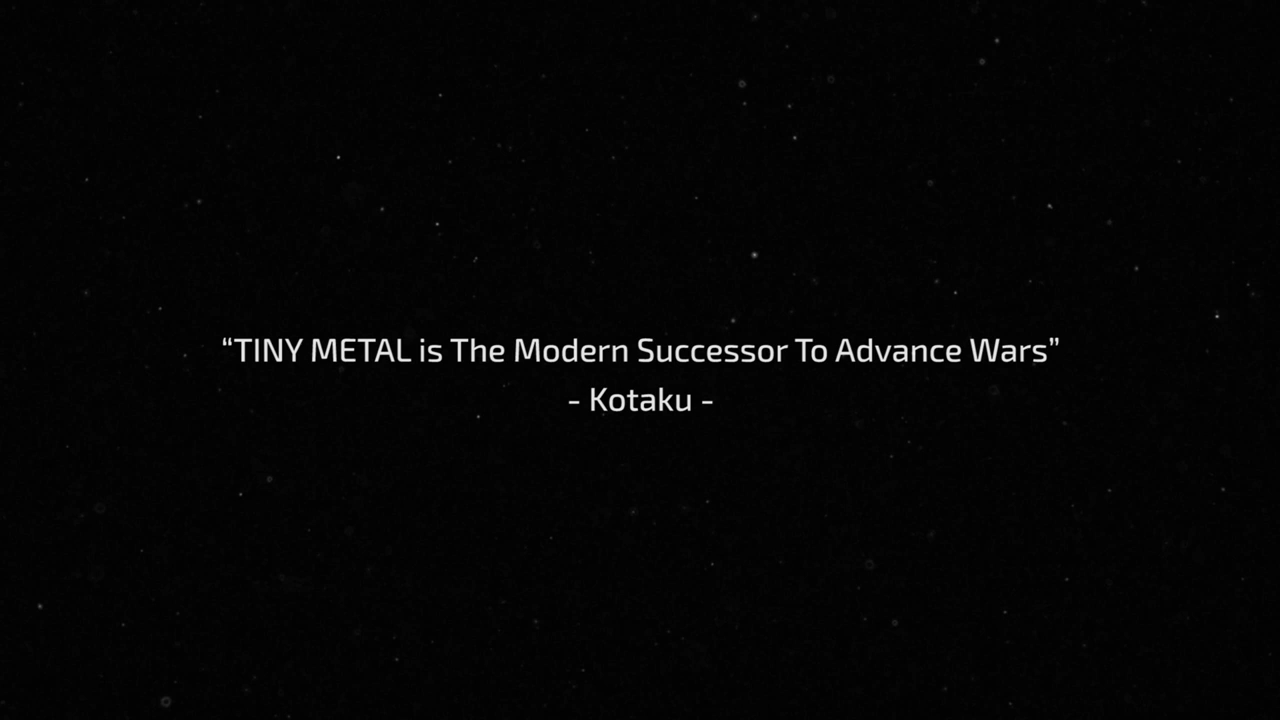 “TINY METAL is The Modern Successor To Advance Wars”
- Kotaku -